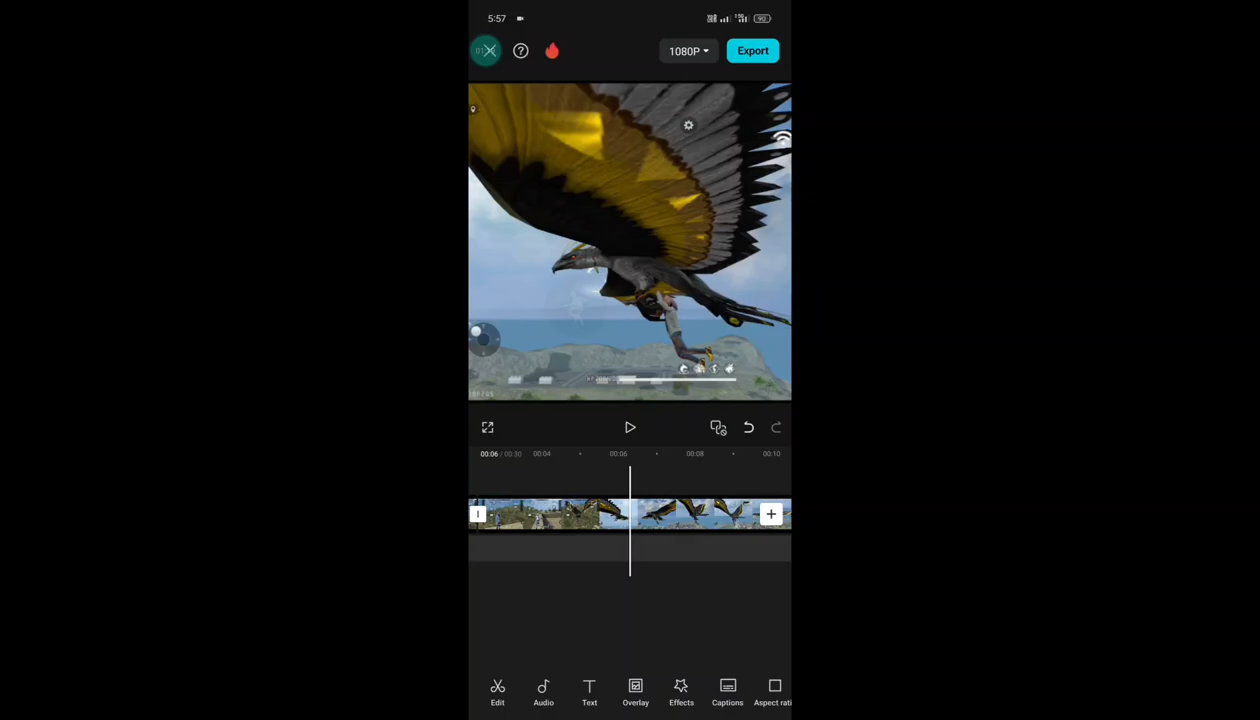 5:57
90
1080P
Export
00:06 / 00:30
00:04
00:06
00:08
00:10
Edit
Audio
Text
Overlay
Effects
Captions
Aspect rati